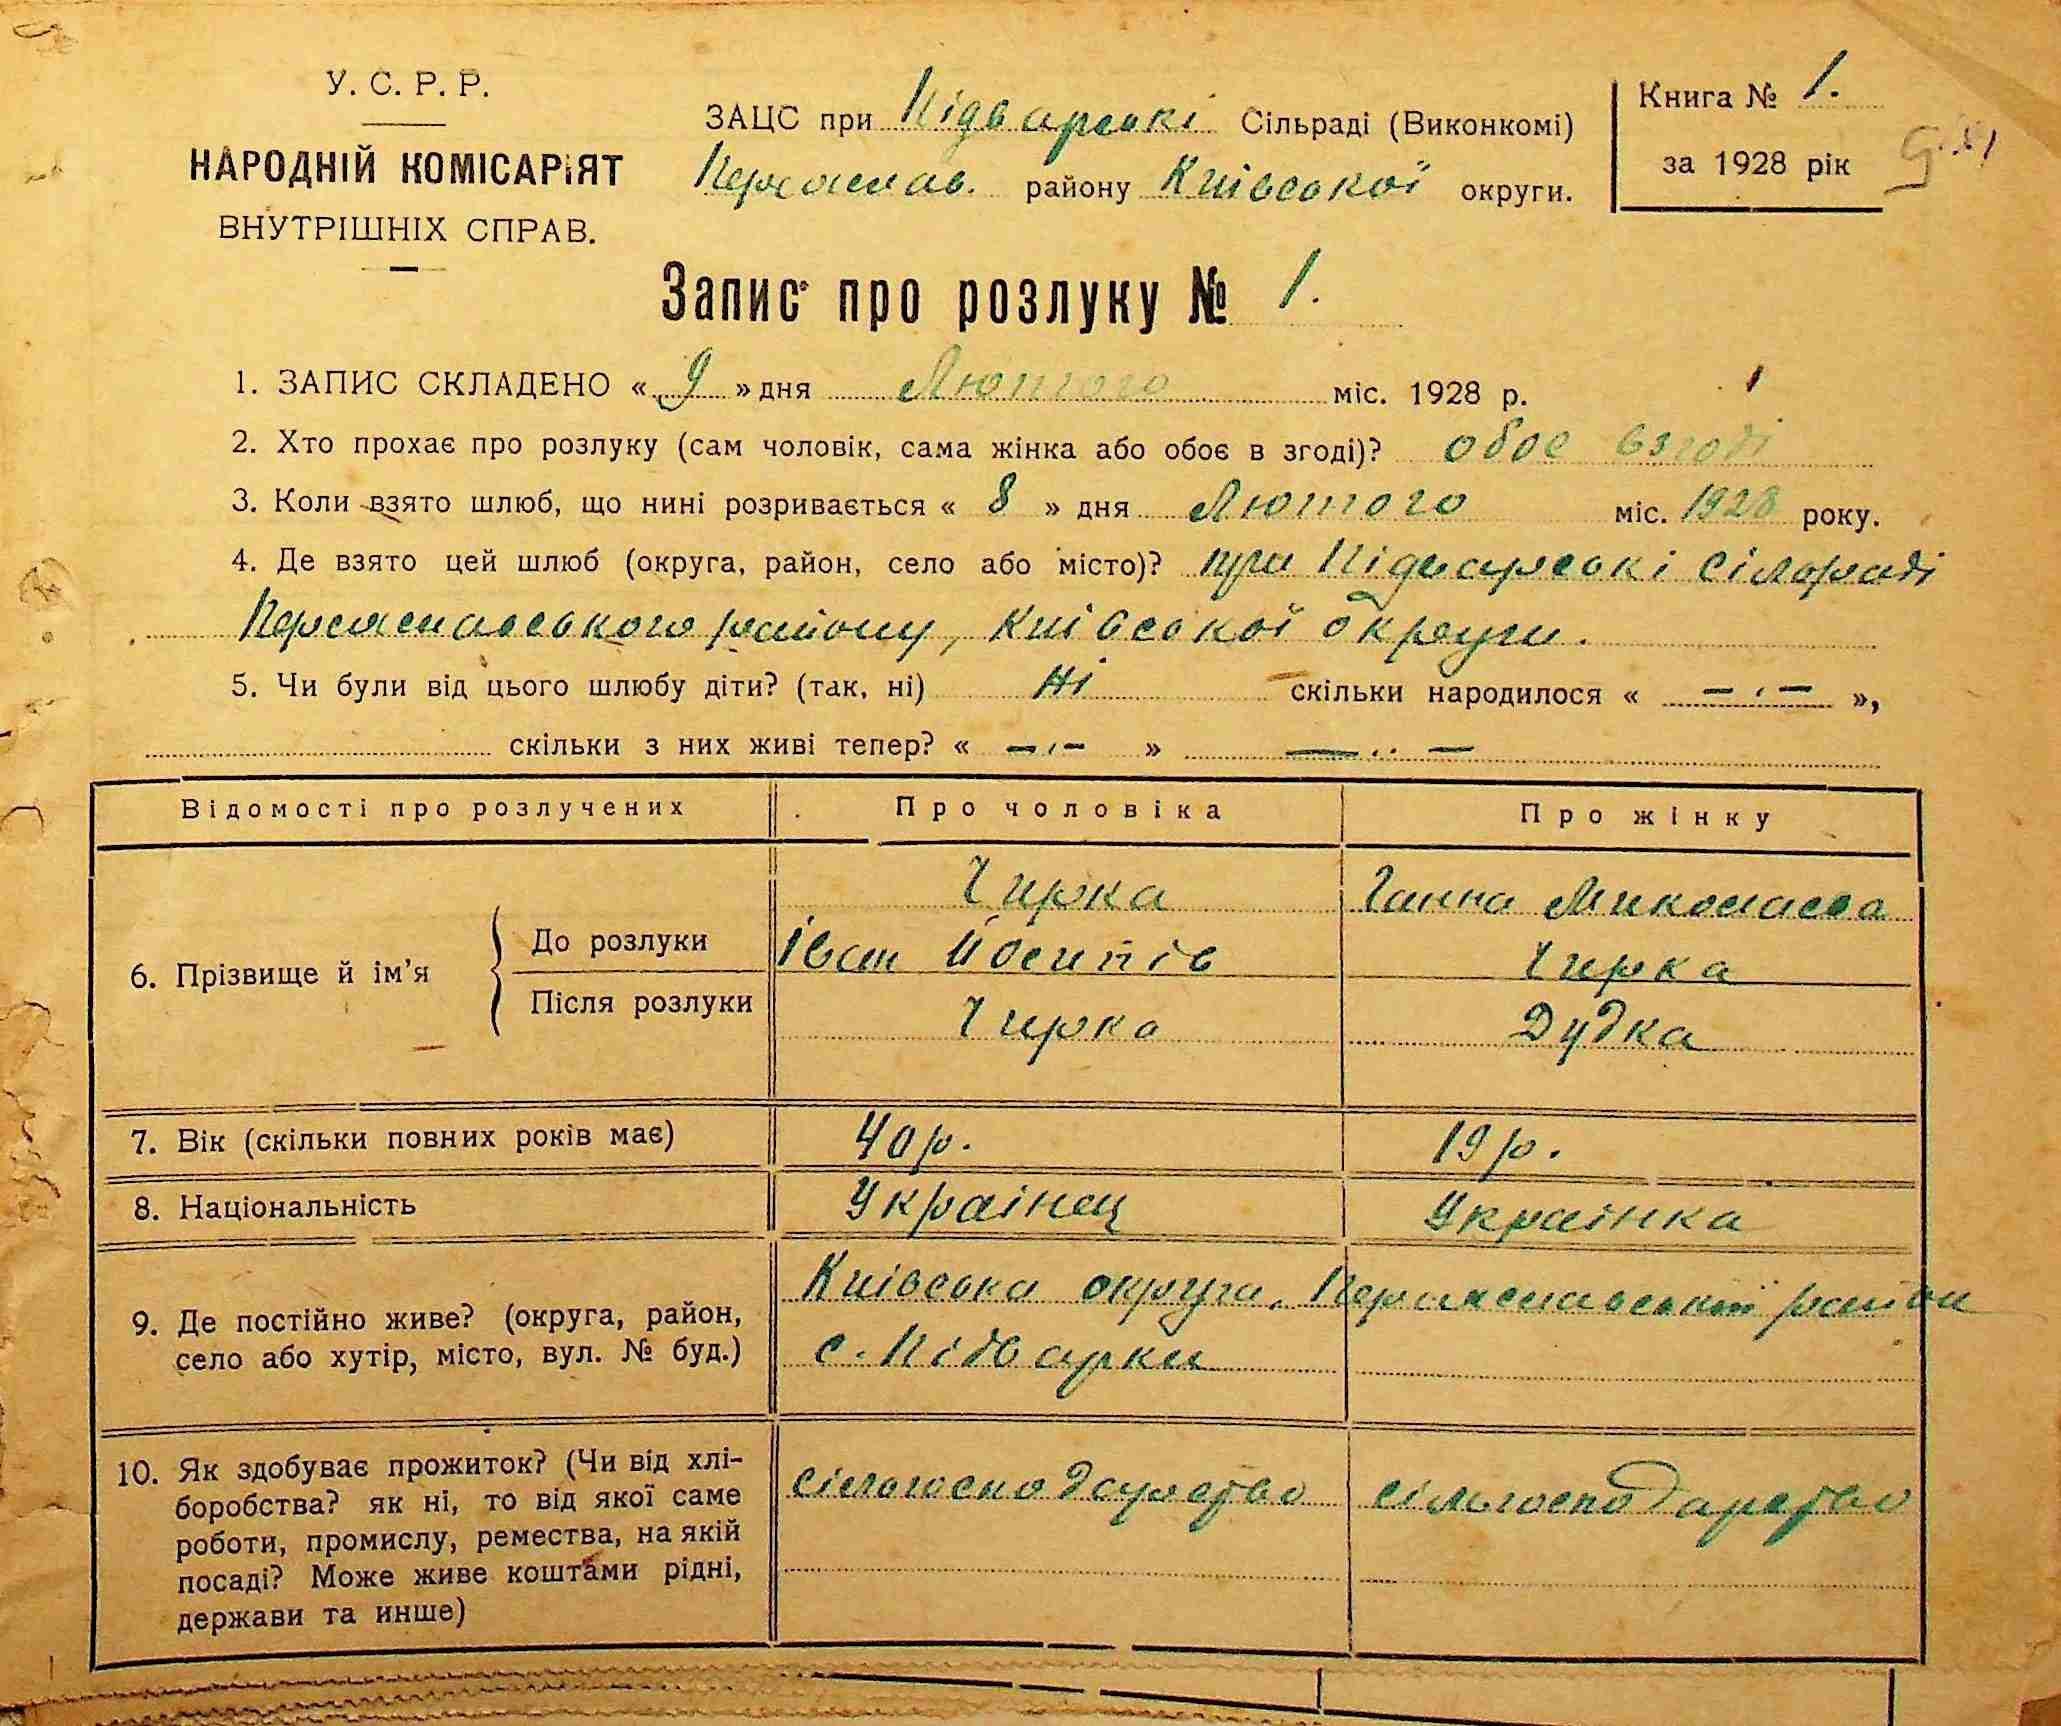 У. С. Р. Р.
НАРОДНІЙ КОМІСАРІЯТ
ВНУТРІШНІХ СПРАВ.
ЗАЦС при Підварські Сільраді (Виконкомі)
Переяслав. району Київської округи.
Книга № 1.
за 1928 рік
Запис про розлуку № 1.
1. ЗАПИС СКЛАДЕНО « 9 » дня Лютого міс. 1928 р.
2. Хто прохає про розлуку (сам чоловік, сама жінка або обоє в згоді)? обоє взгоді
3. Коли взято шлюб, що нині розривається « 8 » дня Лютого міс. 1928 року.
4. Де взято цей шлюб (округа, район, село або місто)? при Підварські Сілораді
Переяславського району, Київської округи.
5. Чи були від цього шлюбу діти? (так, ні) Ні скільки народилося « — . — »,
скільки з них живі тепер? « — . — » — .. —
Відомості про розлучених Про чоловіка Про жінку
6. Прізвище й ім'я
До розлуки
Чирка
Іван Йосипів
Ганна Миколаєва
Чирка
Після розлуки
Чирка
Дудка
7. Вік (скільки повних років має) 40 р. 19 р.
8. Національність Українец Українка
9. Де постійно живе? (округа, район,
село або хутір, місто, вул. № буд.)
Київська округа, Переяславський район
с. Підварки
10. Як здобуває прожиток? (Чи від хлі-
боробства? як ні, то від якої саме
роботи, промислу, ремества, на якій
посаді? Може живе коштами рідні,
держави та инше)
сільгосподарство
сільгосподарство